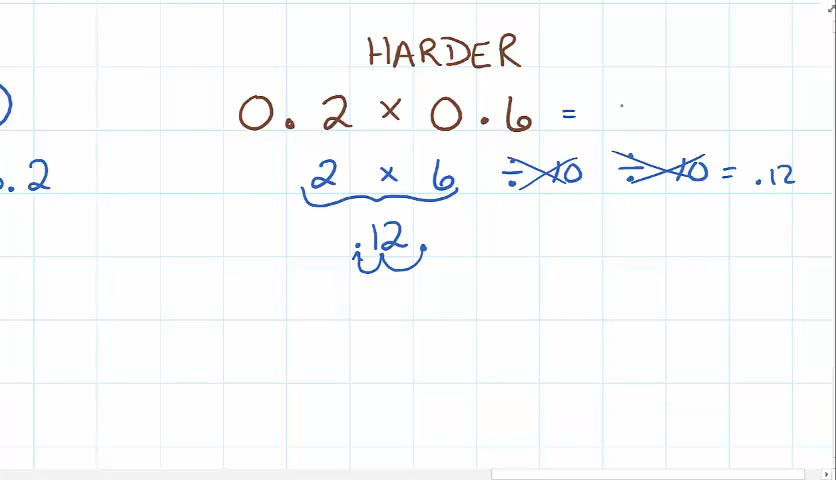 HARDER
0.2 × 0.6 =
.2
2 × 6 ÷10 ÷10 = .12
.12.